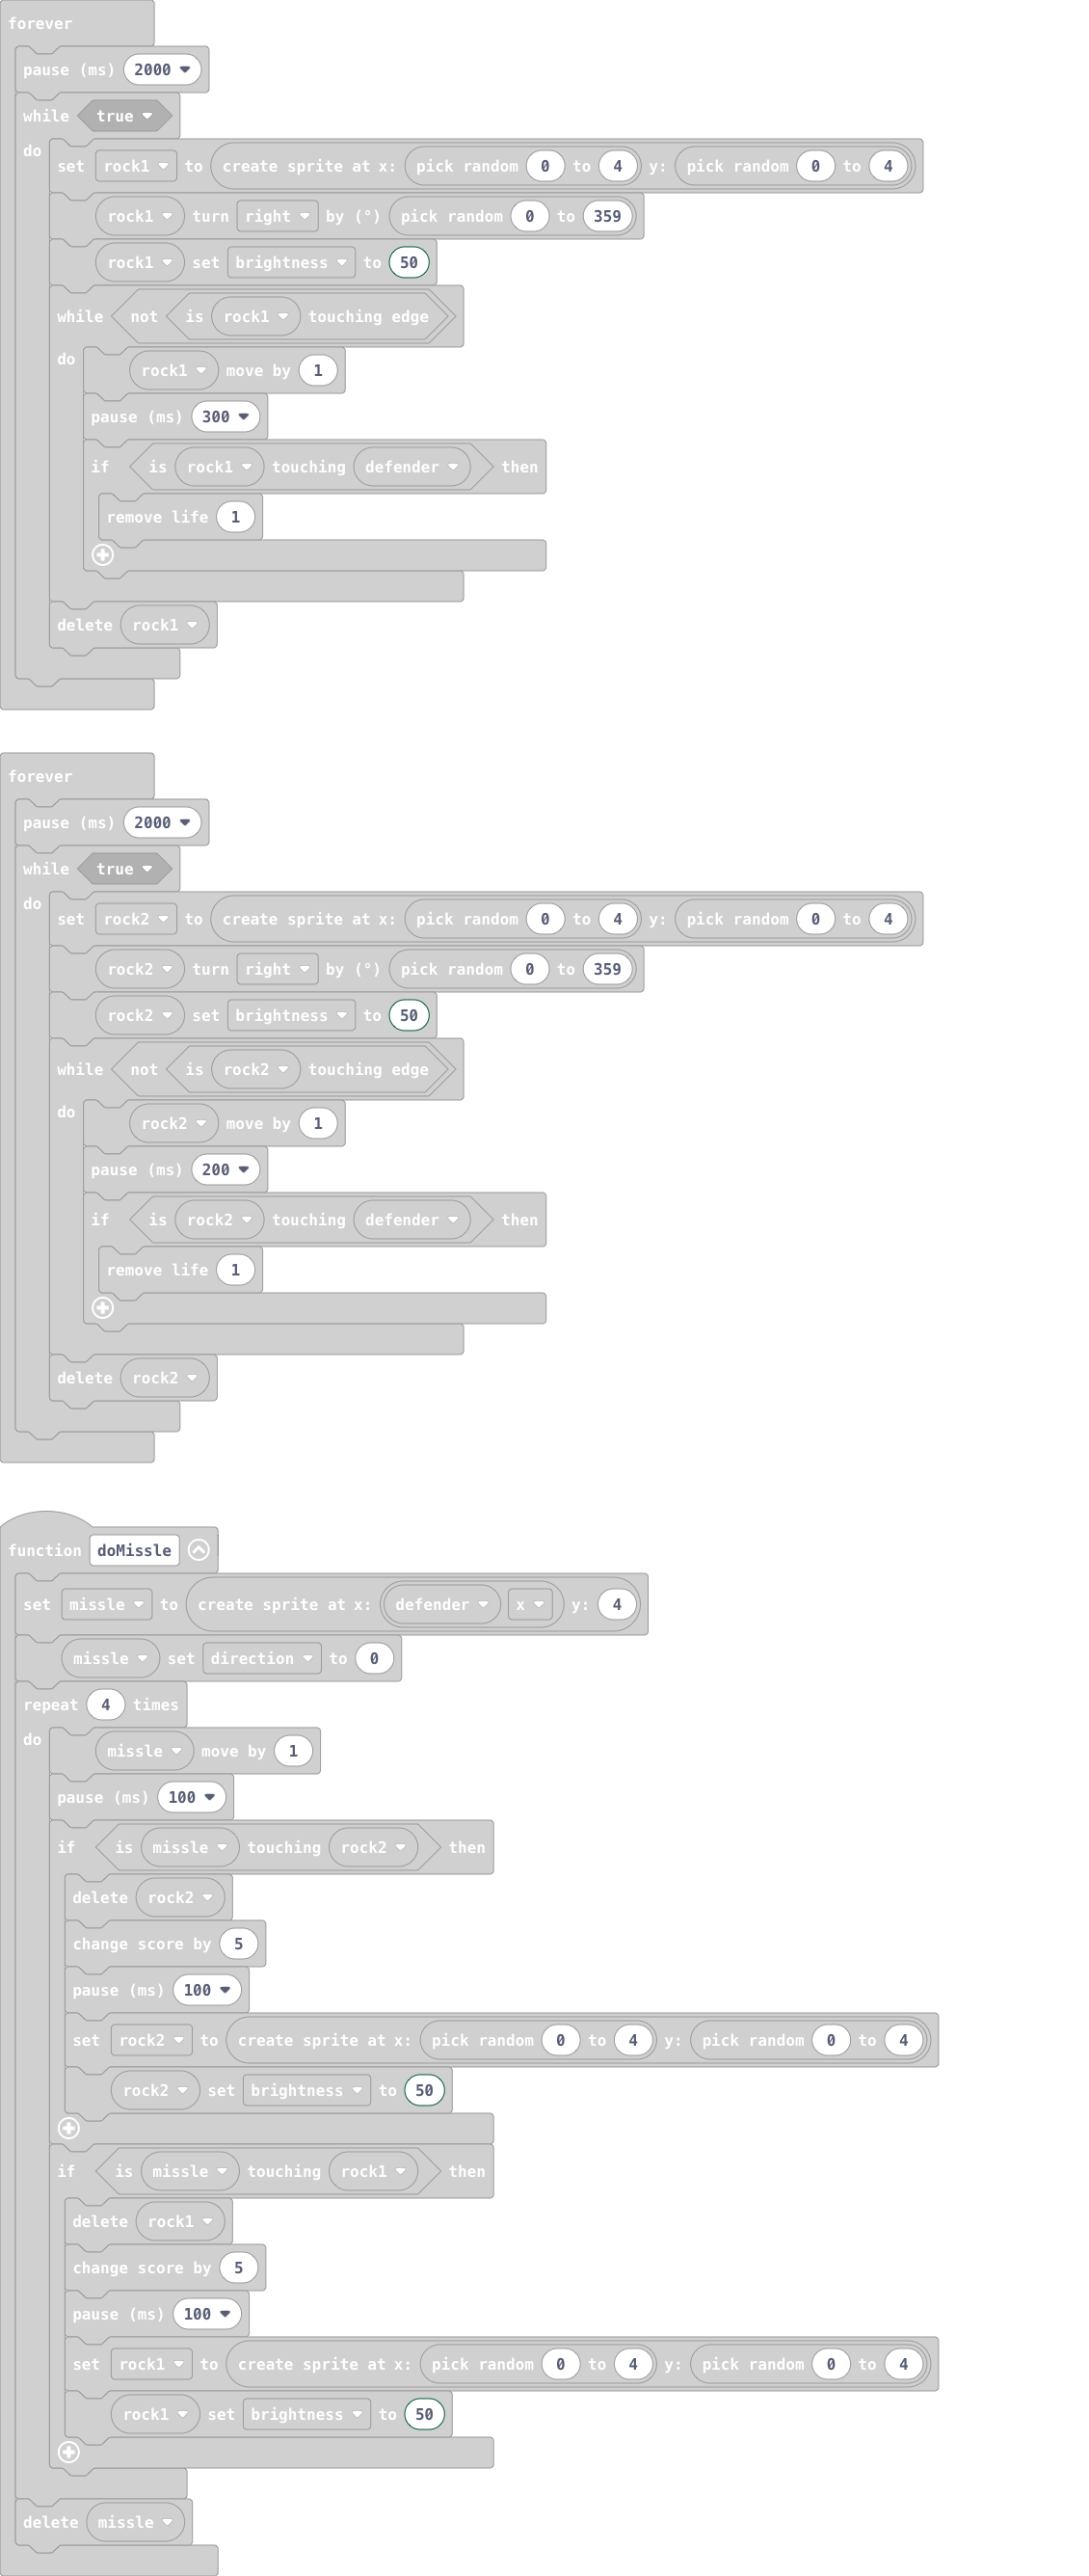 forever
pause (ms) 2000
while true
do
set rock1 to create sprite at x: pick random 0 to 4 y: pick random 0 to 4
rock1 turn right by (°) pick random 0 to 359
rock1 set brightness to 50
while not is rock1 touching edge
do
rock1 move by 1
pause (ms) 300
if is rock1 touching defender then
remove life 1
delete rock1
forever
pause (ms) 2000
while true
do
set rock2 to create sprite at x: pick random 0 to 4 y: pick random 0 to 4
rock2 turn right by (°) pick random 0 to 359
rock2 set brightness to 50
while not is rock2 touching edge
do
rock2 move by 1
pause (ms) 200
if is rock2 touching defender then
remove life 1
delete rock2
function doMissle
set missle to create sprite at x: defender x y: 4
missle set direction to 0
repeat 4 times
do
missle move by 1
pause (ms) 100
if is missle touching rock2 then
delete rock2
change score by 5
pause (ms) 100
set rock2 to create sprite at x: pick random 0 to 4 y: pick random 0 to 4
rock2 set brightness to 50
if is missle touching rock1 then
delete rock1
change score by 5
pause (ms) 100
set rock1 to create sprite at x: pick random 0 to 4 y: pick random 0 to 4
rock1 set brightness to 50
delete missle